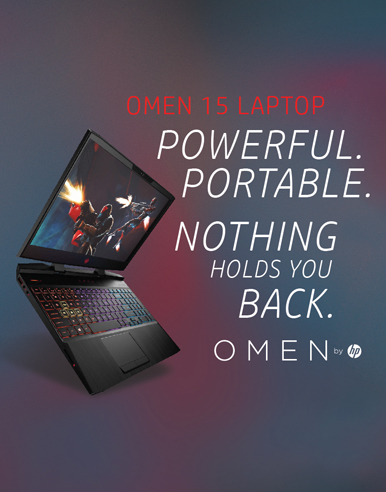 OMEN 15 LAPTOP
POWERFUL.
PORTABLE.
NOTHING
HOLDS YOU
BACK.
OMEN by hp